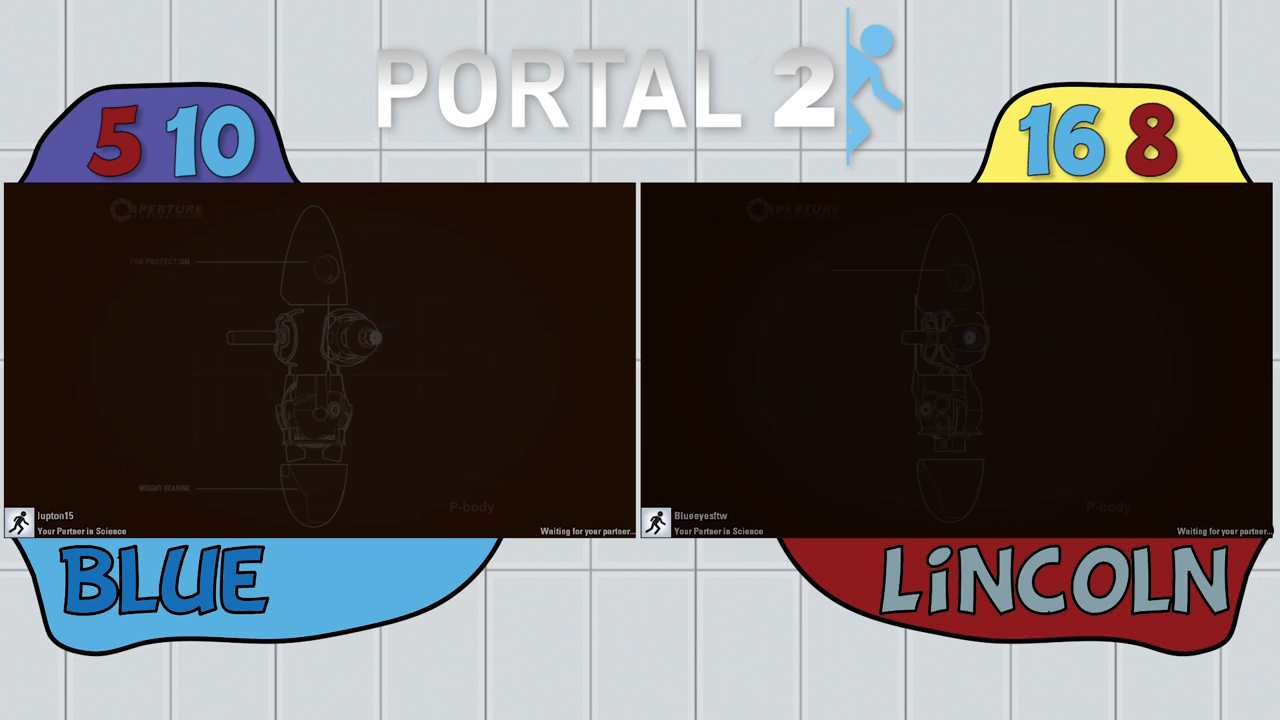 PORTAL 2
5 10
16 8
APERTURE
FOR PROTECTION
WEIGHT BEARING
P-body
lupton15
Your Partner in Science
Waiting for your partner...
APERTURE
P-body
Blueeyesftw
Your Partner in Science
Waiting for your partner...
BLUE
LiNCOLN